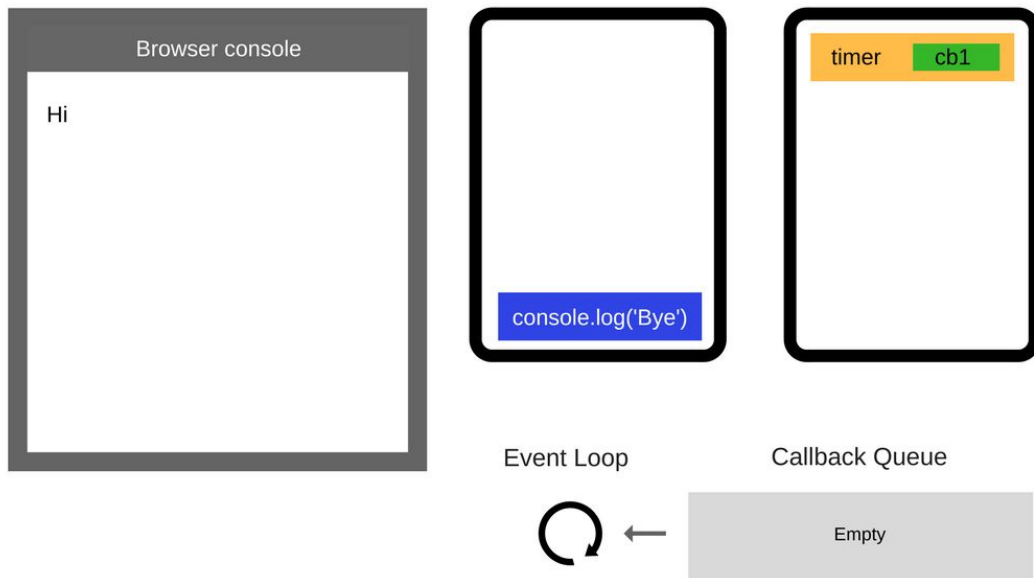 Browser console
Hi
console.log('Bye')
timer cb1
Event Loop
Callback Queue
Empty